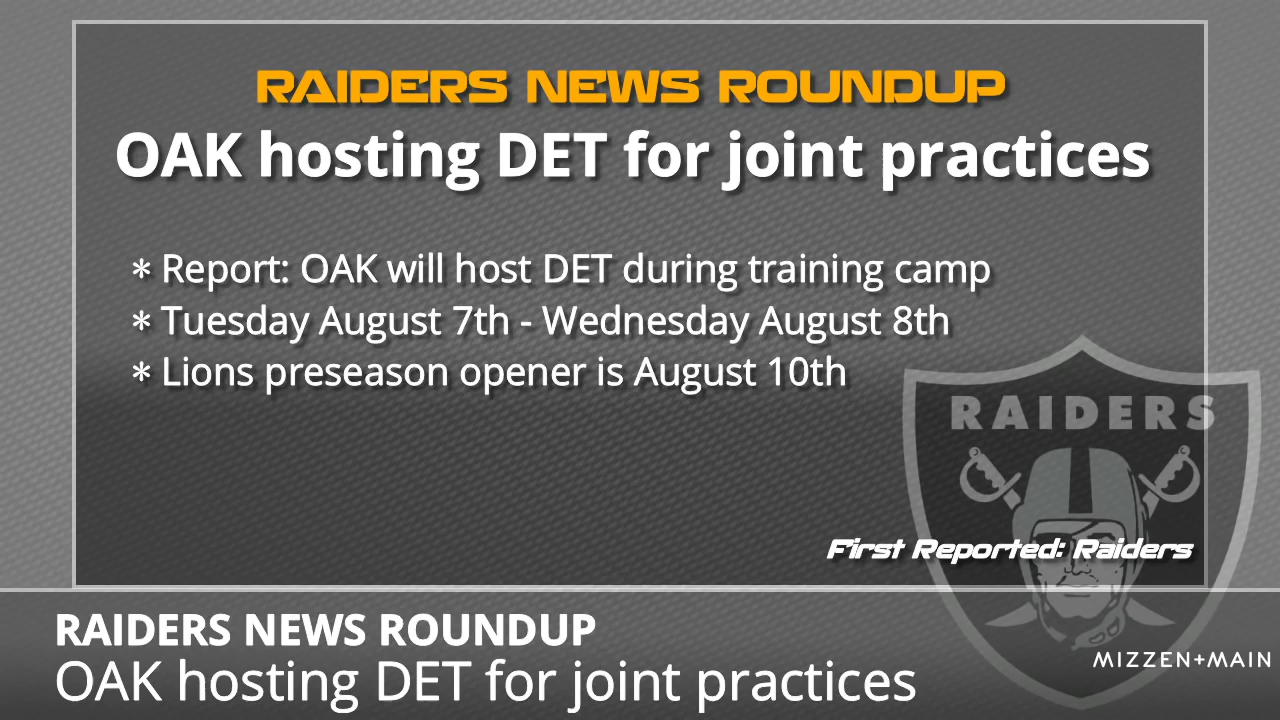 RAIDERS NEWS ROUNDUP
OAK hosting DET for joint practices
* Report: OAK will host DET during training camp
* Tuesday August 7th - Wednesday August 8th
* Lions preseason opener is August 10th
RAIDERS
First Reported: Raiders
RAIDERS NEWS ROUNDUP
OAK hosting DET for joint practices
MIZZEN+MAIN